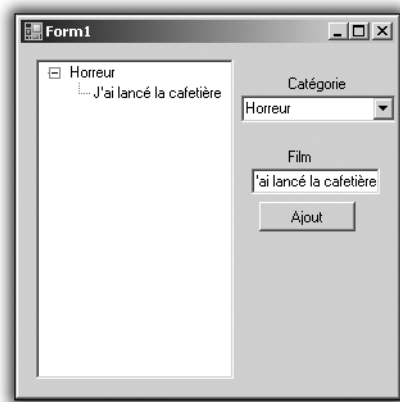 Form1
Horreur
J'ai lancé la cafetière
Catégorie
Horreur
Film
'ai lancé la cafetière
Ajout